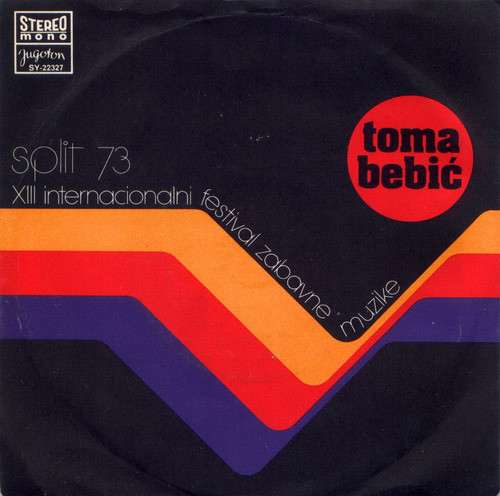 STEREO
mono
Jugoton
SY-22327
toma
bebić
split 73
XIII internacionalni festival zabavne muzike